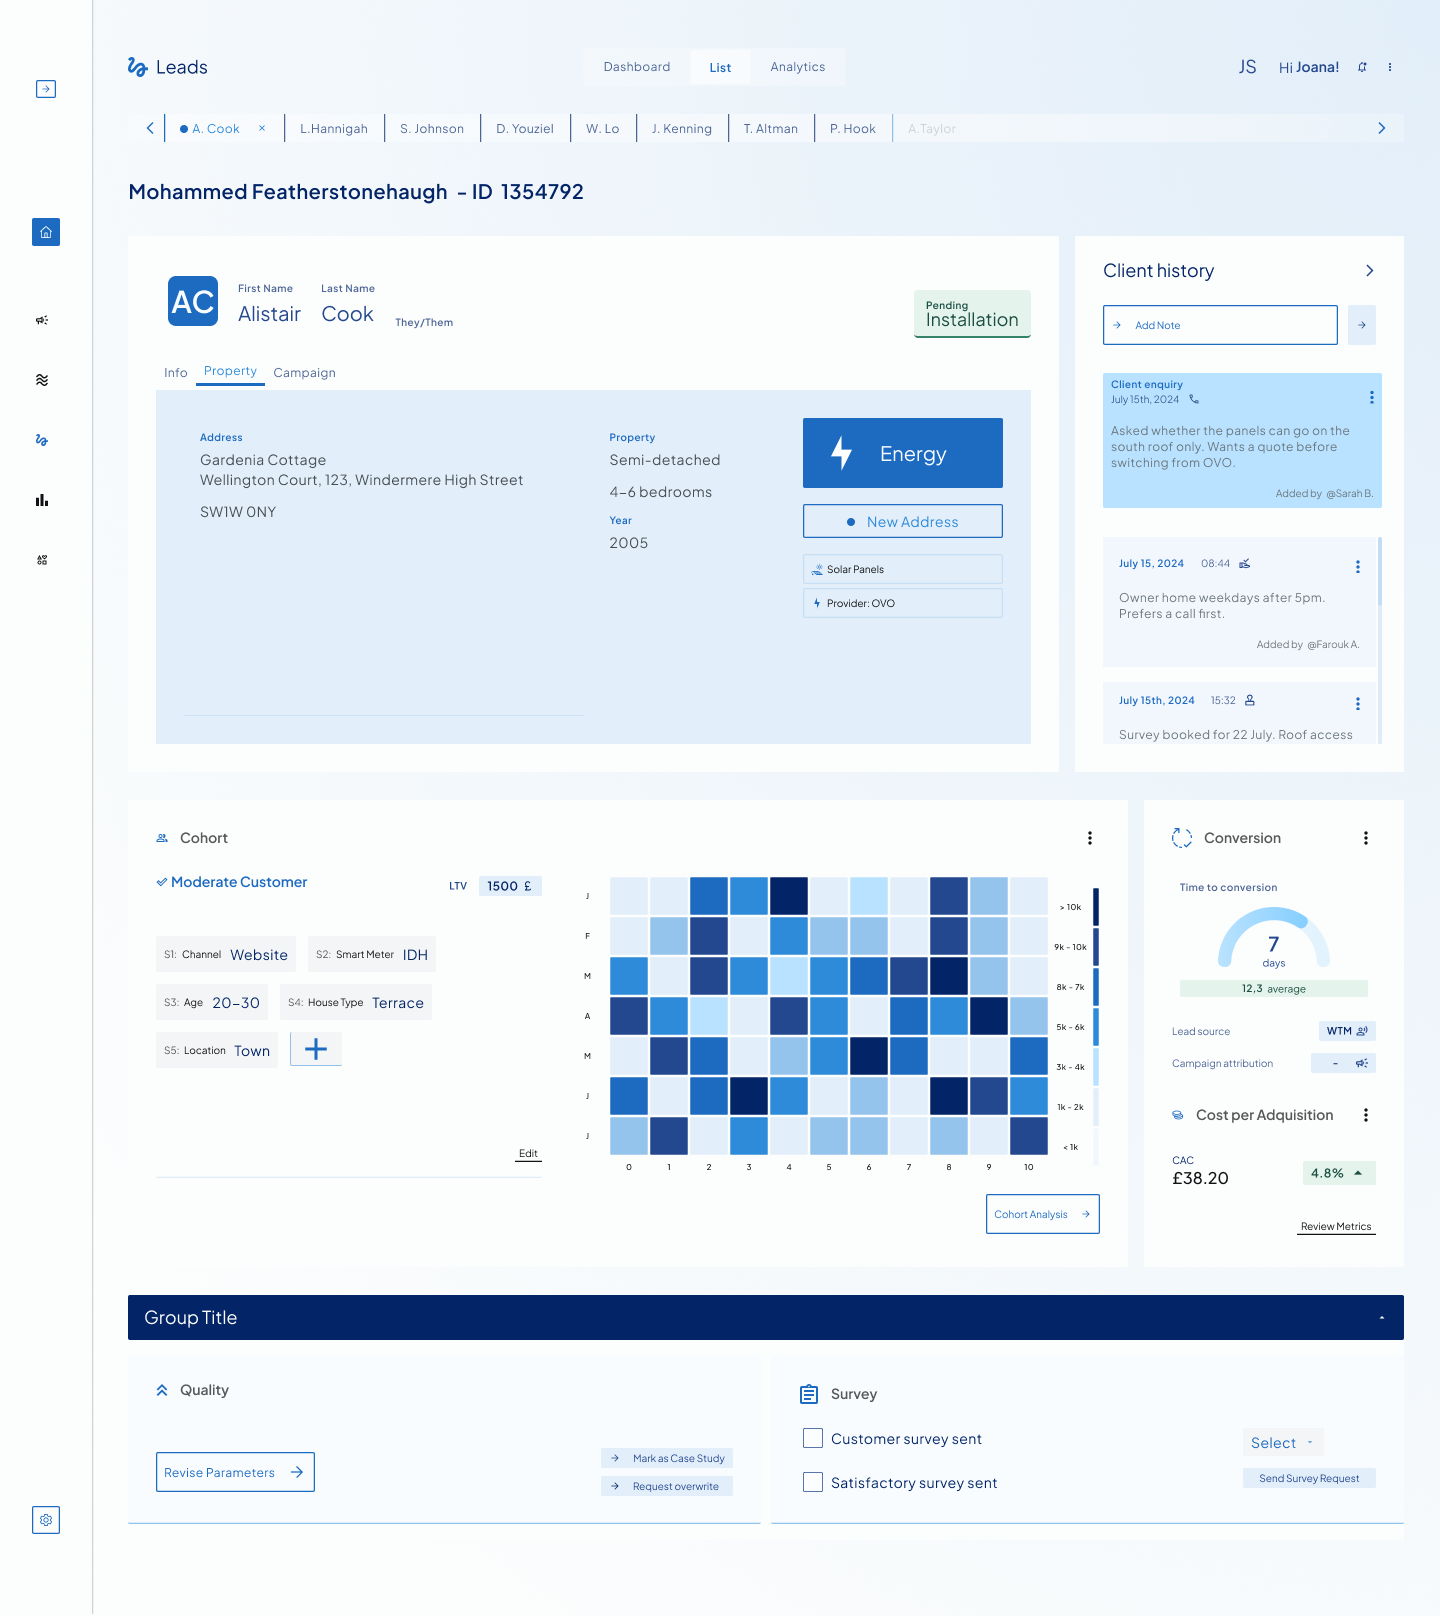 Leads
Dashboard
List
Analytics
JS
Hi Joana!
A. Cook ×
L.Hannigah
S. Johnson
D. Youziel
W. Lo
J. Kenning
T. Altman
P. Hook
A.Taylor
Mohammed Featherstonehaugh - ID 1354792
AC
First Name
Alistair
Last Name
Cook
They/Them
Pending
Installation
Info
Property
Campaign
Address
Gardenia Cottage
Wellington Court, 123, Windermere High Street
SW1W 0NY
Property
Semi-detached
4-6 bedrooms
Year
2005
Energy
New Address
Solar Panels
Provider: OVO
Client history
Add Note
Client enquiry
July 15th, 2024
Asked whether the panels can go on the
south roof only. Wants a quote before
switching from OVO.
Added by @Sarah B.
July 15, 2024 08:44
Owner home weekdays after 5pm.
Prefers a call first.
Added by @Farouk A.
July 15th, 2024 15:32
Survey booked for 22 July. Roof access
Cohort
Moderate Customer
LTV 1500 £
S1: Channel Website
S2: Smart Meter IDH
S3: Age 20-30
S4: House Type Terrace
S5: Location Town
Edit
J
F
M
A
M
J
J
0 1 2 3 4 5 6 7 8 9 10
> 10k
9k - 10k
8k - 7k
5k - 6k
3k - 4k
1k - 2k
< 1k
Cohort Analysis
Conversion
Time to conversion
7
days
12,3 average
Lead source WTM
Campaign attribution -
Cost per Adquisition
CAC
£38.20
4.8%
Review Metrics
Group Title
Quality
Revise Parameters
Mark as Case Study
Request overwrite
Survey
Customer survey sent
Satisfactory survey sent
Select
Send Survey Request